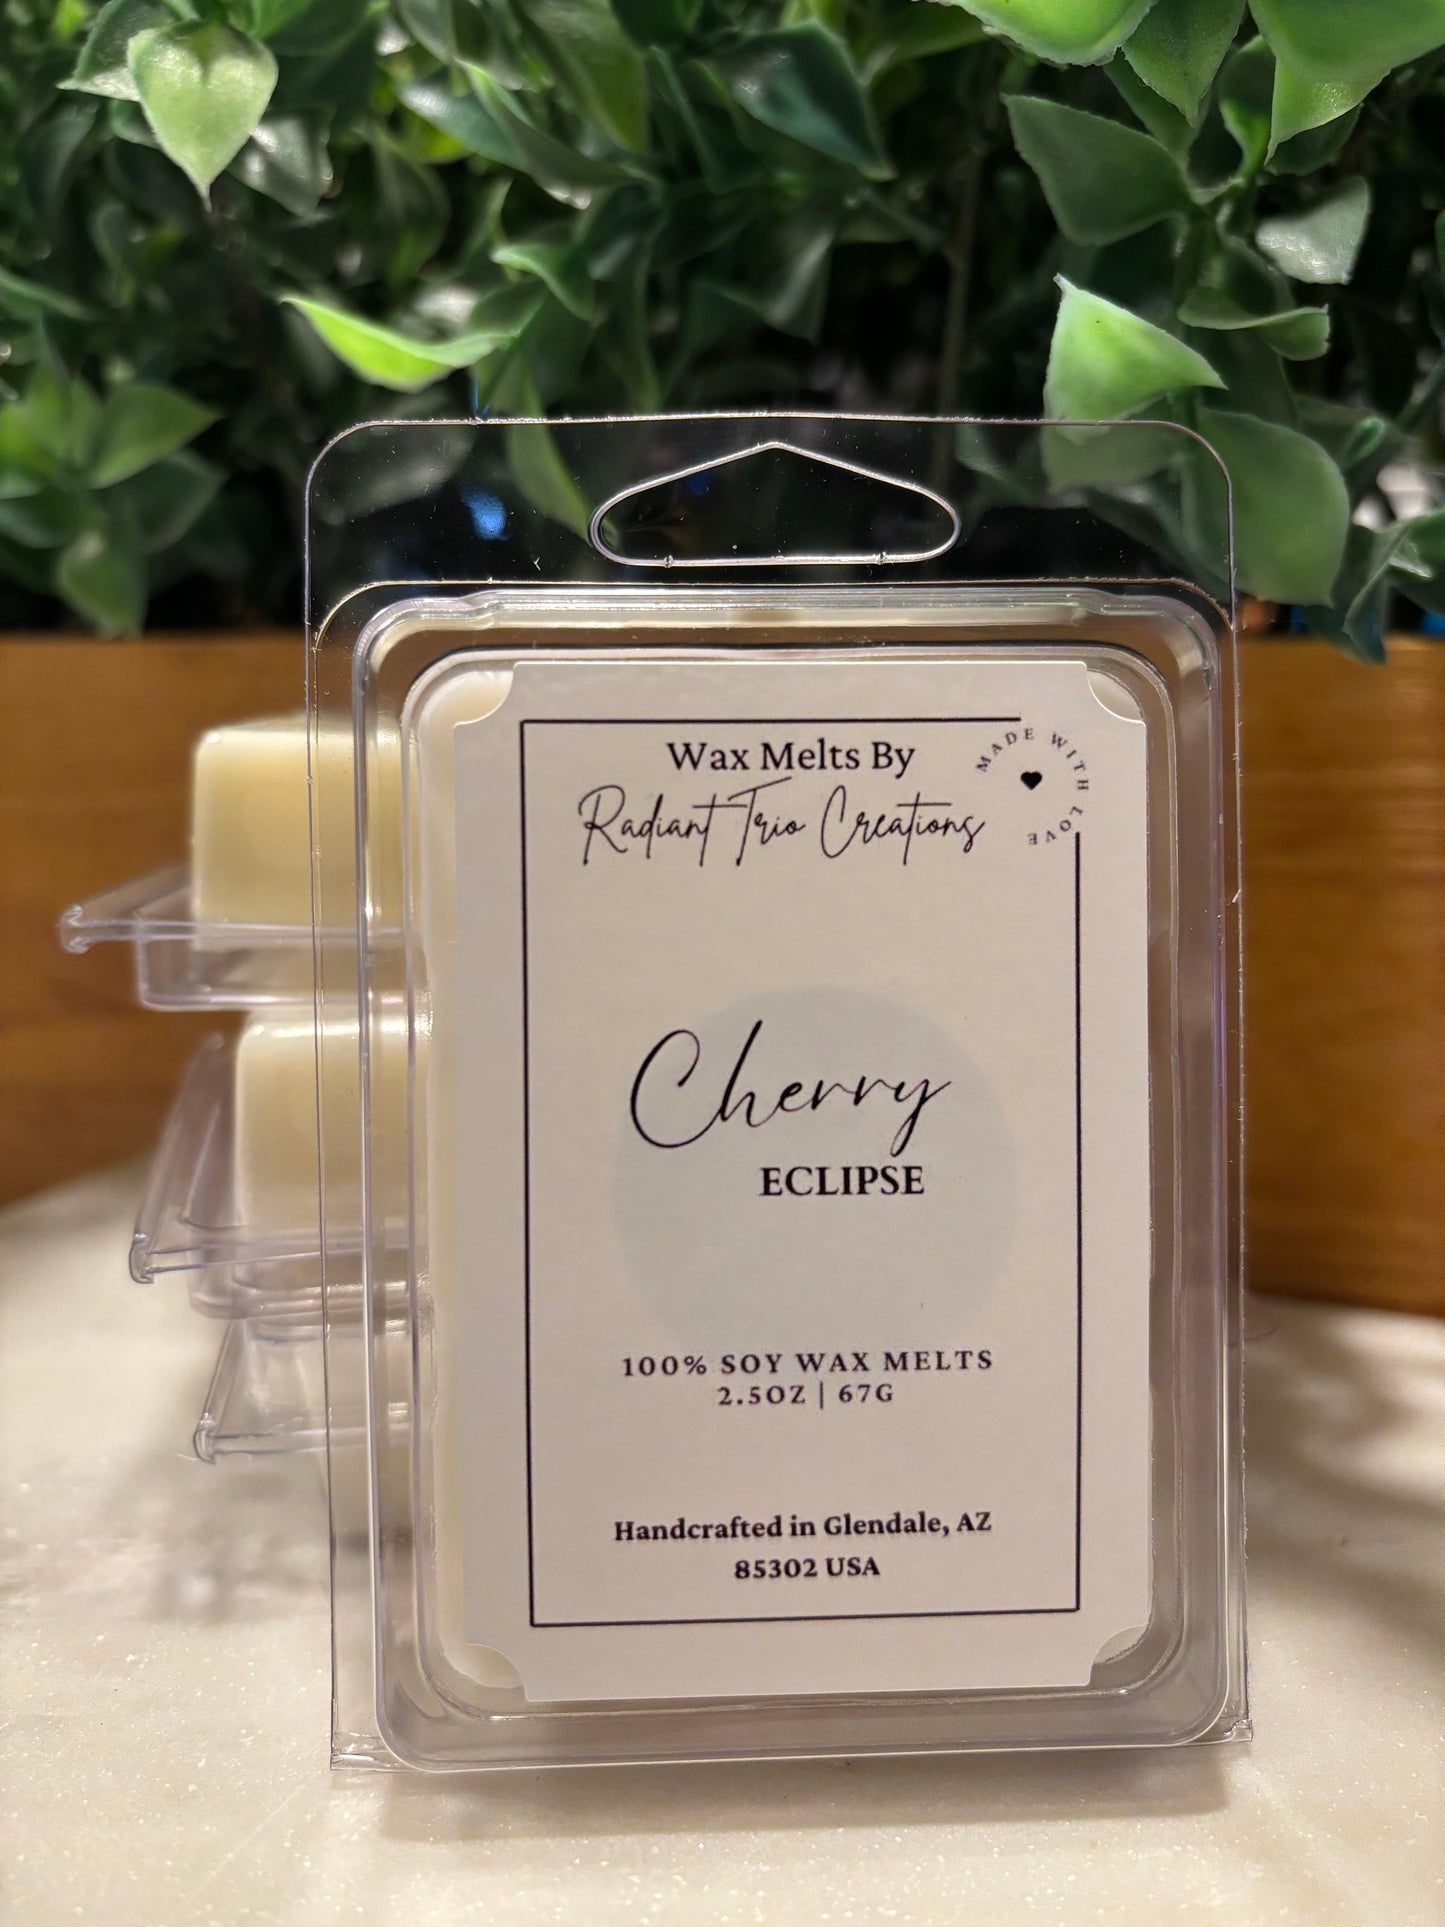 Wax Melts By
Radiant Trio Creations
MADE WITH LOVE
Cherry
ECLIPSE
100% SOY WAX MELTS
2.5OZ | 67G
Handcrafted in Glendale, AZ
85302 USA